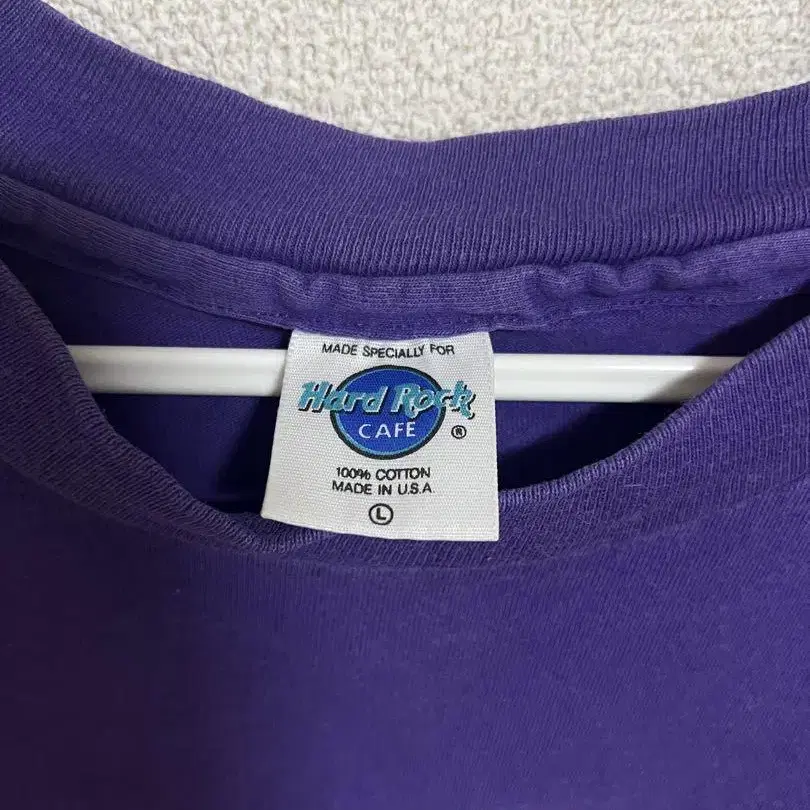 MADE SPECIALLY FOR
Hard Rock
CAFE ®
100% COTTON
MADE IN U.S.A.
L